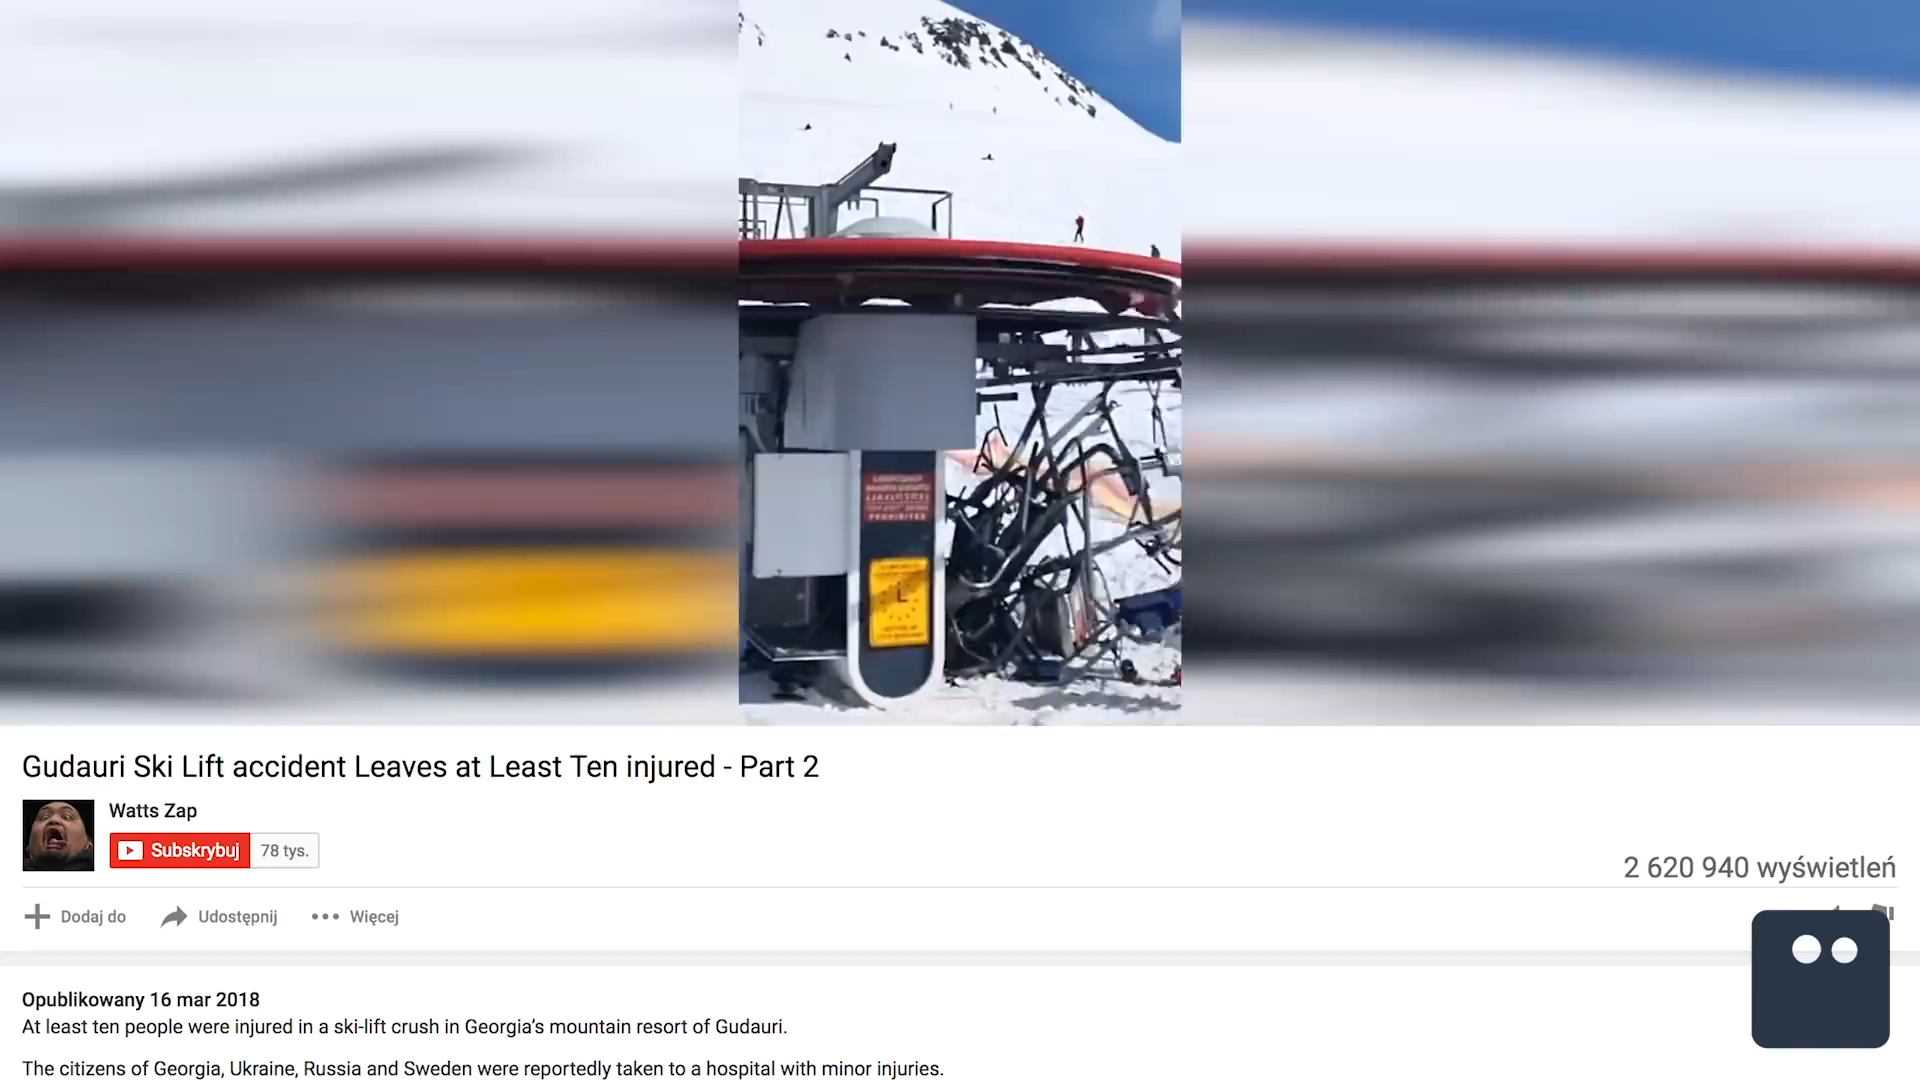 PROHIBITED
Gudauri Ski Lift accident Leaves at Least Ten injured - Part 2
Watts Zap
Subskrybuj 78 tys.
2 620 940 wyświetleń
Dodaj do Udostępnij Więcej
Opublikowany 16 mar 2018
At least ten people were injured in a ski-lift crush in Georgia’s mountain resort of Gudauri.
The citizens of Georgia, Ukraine, Russia and Sweden were reportedly taken to a hospital with minor injuries.